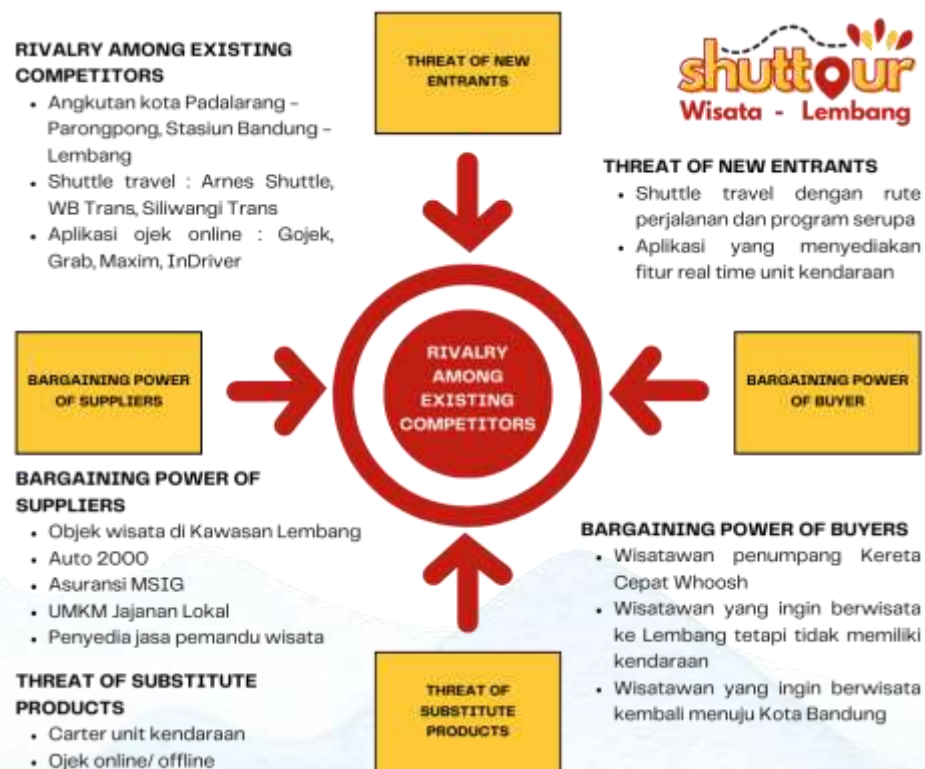 RIVALRY AMONG EXISTING
COMPETITORS
• Angkutan kota Padalarang –
Parongpong, Stasiun Bandung –
Lembang
• Shuttle travel : Arnes Shuttle,
WB Trans, Siliwangi Trans
• Aplikasi ojek online : Gojek,
Grab, Maxim, InDriver
THREAT OF NEW
ENTRANTS
shuttour
Wisata - Lembang
THREAT OF NEW ENTRANTS
• Shuttle travel dengan rute
perjalanan dan program serupa
• Aplikasi yang menyediakan
fitur real time unit kendaraan
BARGAINING POWER
OF SUPPLIERS
RIVALRY
AMONG
EXISTING
COMPETITORS
BARGAINING POWER
OF BUYER
BARGAINING POWER OF
SUPPLIERS
• Objek wisata di Kawasan Lembang
• Auto 2000
• Asuransi MSIG
• UMKM Jajanan Lokal
• Penyedia jasa pemandu wisata
BARGAINING POWER OF BUYERS
• Wisatawan penumpang Kereta
Cepat Whoosh
• Wisatawan yang ingin berwisata
ke Lembang tetapi tidak memiliki
kendaraan
• Wisatawan yang ingin berwisata
kembali menuju Kota Bandung
THREAT OF SUBSTITUTE
PRODUCTS
• Carter unit kendaraan
• Ojek online/ offline
THREAT OF
SUBSTITUTE
PRODUCTS